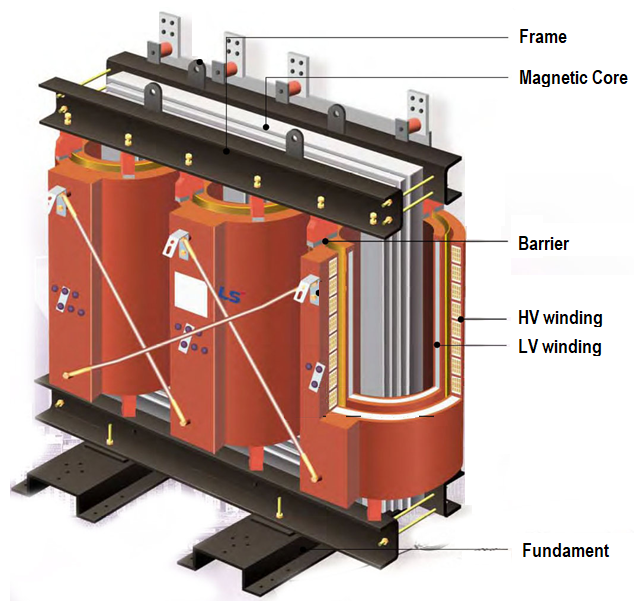 Frame
Magnetic Core
Barrier
LS
HV winding
LV winding
Fundament